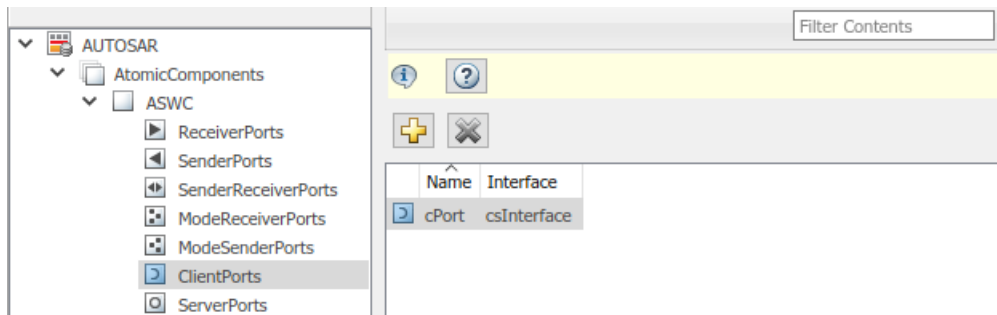 Filter Contents
AUTOSAR
AtomicComponents
ASWC
ReceiverPorts
SenderPorts
SenderReceiverPorts
ModeReceiverPorts
ModeSenderPorts
ClientPorts
ServerPorts
Name Interface
cPort csInterface